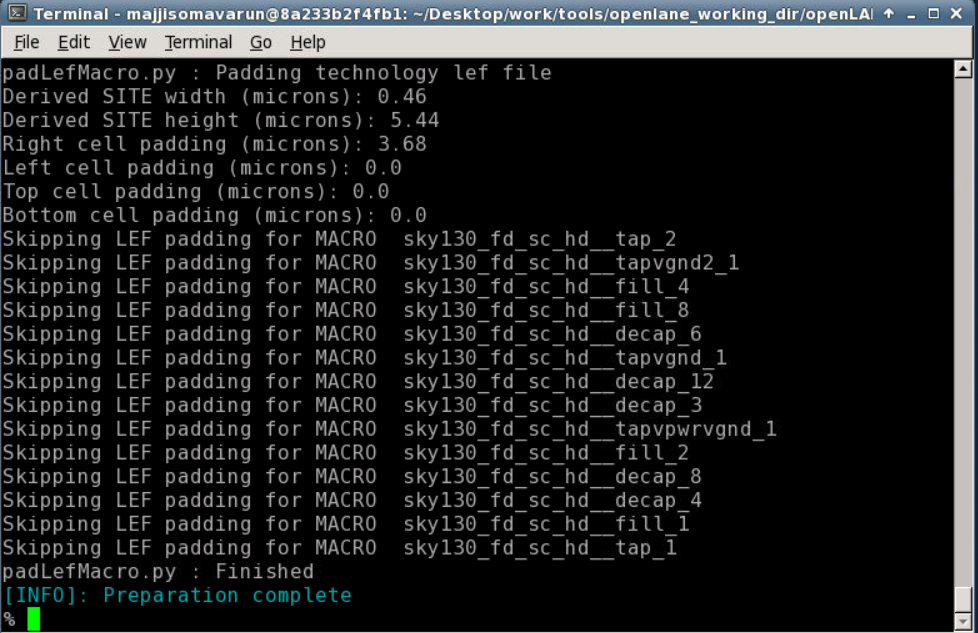 Terminal - majjisomavarun@8a233b2f4fb1: ~/Desktop/work/tools/openlane_working_dir/openLA
File Edit View Terminal Go Help
padLefMacro.py : Padding technology lef file
Derived SITE width (microns): 0.46
Derived SITE height (microns): 5.44
Right cell padding (microns): 3.68
Left cell padding (microns): 0.0
Top cell padding (microns): 0.0
Bottom cell padding (microns): 0.0
Skipping LEF padding for MACRO  sky130_fd_sc_hd__tap_2
Skipping LEF padding for MACRO  sky130_fd_sc_hd__tapvgnd2_1
Skipping LEF padding for MACRO  sky130_fd_sc_hd__fill_4
Skipping LEF padding for MACRO  sky130_fd_sc_hd__fill_8
Skipping LEF padding for MACRO  sky130_fd_sc_hd__decap_6
Skipping LEF padding for MACRO  sky130_fd_sc_hd__tapvgnd_1
Skipping LEF padding for MACRO  sky130_fd_sc_hd__decap_12
Skipping LEF padding for MACRO  sky130_fd_sc_hd__decap_3
Skipping LEF padding for MACRO  sky130_fd_sc_hd__tapvpwrvgnd_1
Skipping LEF padding for MACRO  sky130_fd_sc_hd__fill_2
Skipping LEF padding for MACRO  sky130_fd_sc_hd__decap_8
Skipping LEF padding for MACRO  sky130_fd_sc_hd__decap_4
Skipping LEF padding for MACRO  sky130_fd_sc_hd__fill_1
Skipping LEF padding for MACRO  sky130_fd_sc_hd__tap_1
padLefMacro.py : Finished
[INFO]: Preparation complete
%